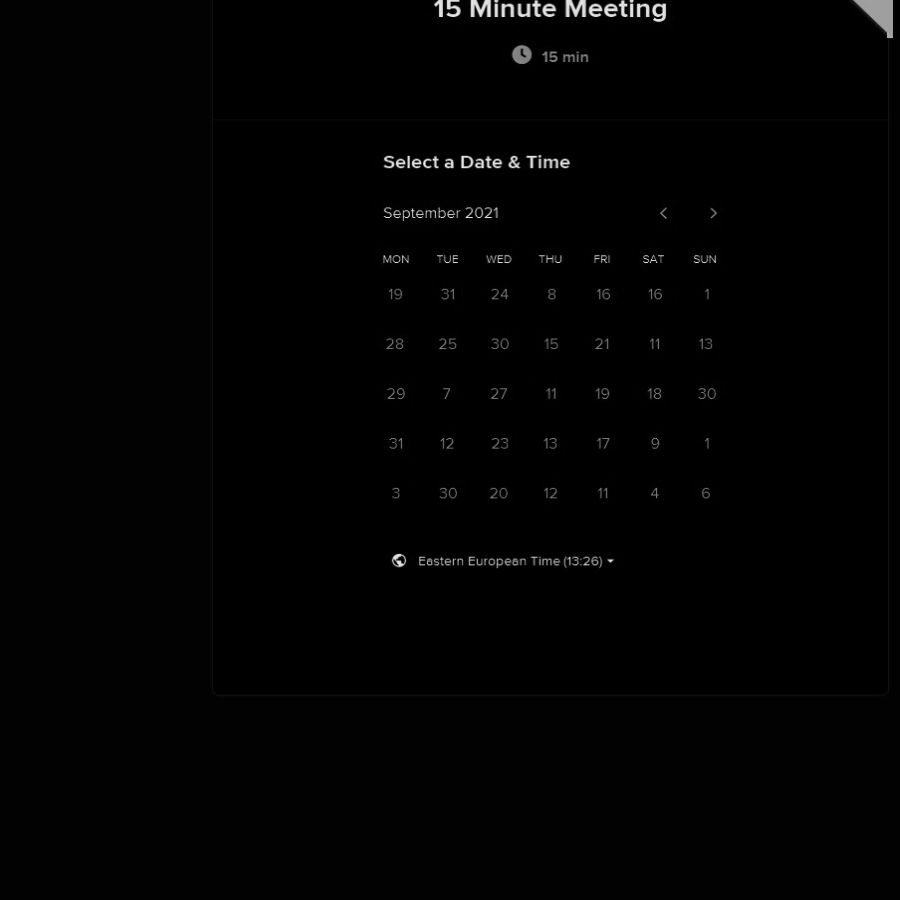 15 Minute Meeting
15 min
Select a Date & Time
September 2021
MON TUE WED THU FRI SAT SUN
19 31 24 8 16 16 1
28 25 30 15 21 11 13
29 7 27 11 19 18 30
31 12 23 13 17 9 1
3 30 20 12 11 4 6
Eastern European Time (13:26)